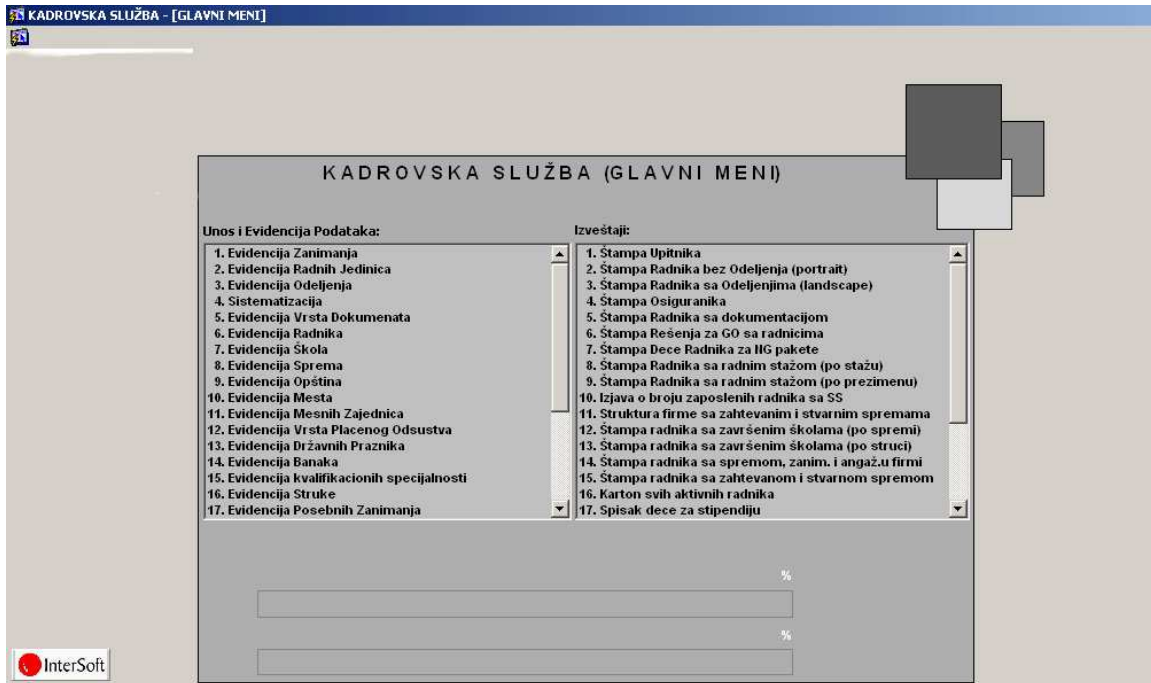 KADROVSKA SLUŽBA - [GLAVNI MENI]
KADROVSKA SLUŽBA (GLAVNI MENI)
Unos i Evidencija Podataka:
1. Evidencija Zanimanja
2. Evidencija Radnih Jedinica
3. Evidencija Odeljenja
4. Sistematizacija
5. Evidencija Vrsta Dokumenata
6. Evidencija Radnika
7. Evidencija Škola
8. Evidencija Sprema
9. Evidencija Opština
10. Evidencija Mesta
11. Evidencija Mesnih Zajednica
12. Evidencija Vrsta Placenog Odsustva
13. Evidencija Državnih Praznika
14. Evidencija Banaka
15. Evidencija kvalifikacionih specijalnosti
16. Evidencija Struke
17. Evidencija Posebnih Zanimanja
Izveštaji:
1. Štampa Upitnika
2. Štampa Radnika bez Odeljenja (portrait)
3. Štampa Radnika sa Odeljenjima (landscape)
4. Štampa Osiguranika
5. Štampa Radnika sa dokumentacijom
6. Štampa Rešenja za GO sa radnicima
7. Štampa Dece Radnika za NG pakete
8. Štampa Radnika sa radnim stažom (po stažu)
9. Štampa Radnika sa radnim stažom (po prezimenu)
10. Izjava o broju zaposlenih radnika sa SS
11. Struktura firme sa zahtevanim i stvarnim spremama
12. Štampa radnika sa završenim školama (po spremi)
13. Štampa radnika sa završenim školama (po struci)
14. Štampa radnika sa spremom, zanim. i angaž.u firmi
15. Štampa radnika sa zahtevanom i stvarnom spremom
16. Karton svih aktivnih radnika
17. Spisak dece za stipendiju
%
%
InterSoft